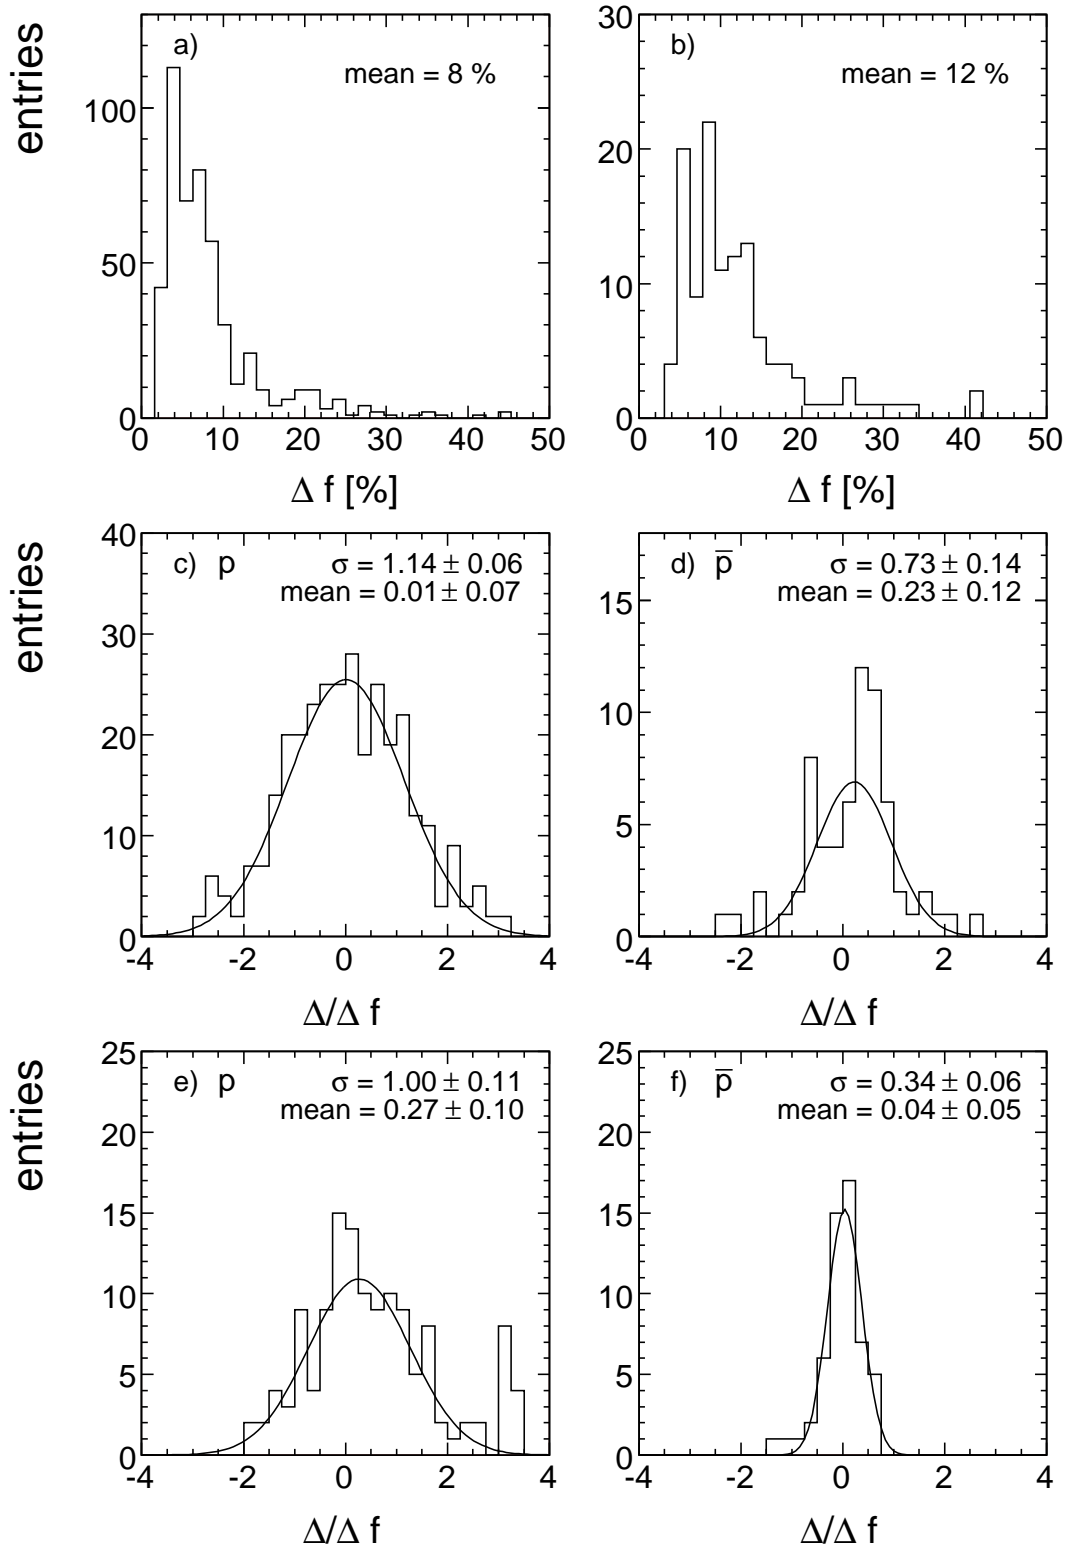 entries
a)
mean = 8 %
100
50
0
0 10 20 30 40 50
Δ f [%]
b)
mean = 12 %
30
20
10
0
0 10 20 30 40 50
Δ f [%]
entries
c) p σ = 1.14 ± 0.06
mean = 0.01 ± 0.07
40
30
20
10
0
-4 -2 0 2 4
Δ/Δ f
d) p̅ σ = 0.73 ± 0.14
mean = 0.23 ± 0.12
15
10
5
0
-4 -2 0 2 4
Δ/Δ f
entries
e) p σ = 1.00 ± 0.11
mean = 0.27 ± 0.10
25
20
15
10
5
0
-4 -2 0 2 4
Δ/Δ f
f) p̅ σ = 0.34 ± 0.06
mean = 0.04 ± 0.05
25
20
15
10
5
0
-4 -2 0 2 4
Δ/Δ f